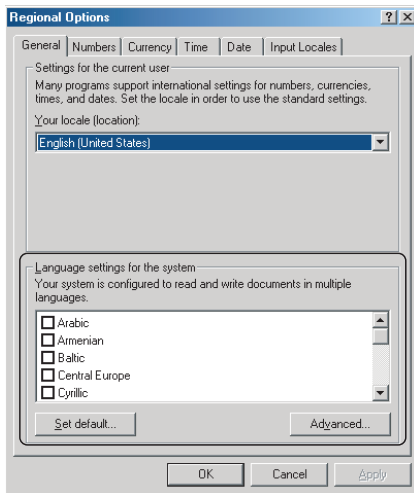 Regional Options
General Numbers Currency Time Date Input Locales
Settings for the current user
Many programs support international settings for numbers, currencies,
times, and dates. Set the locale in order to use the standard settings.
Your locale (location):
English (United States)
Language settings for the system
Your system is configured to read and write documents in multiple
languages.
Arabic
Armenian
Baltic
Central Europe
Cyrillic
Set default... Advanced...
OK Cancel Apply